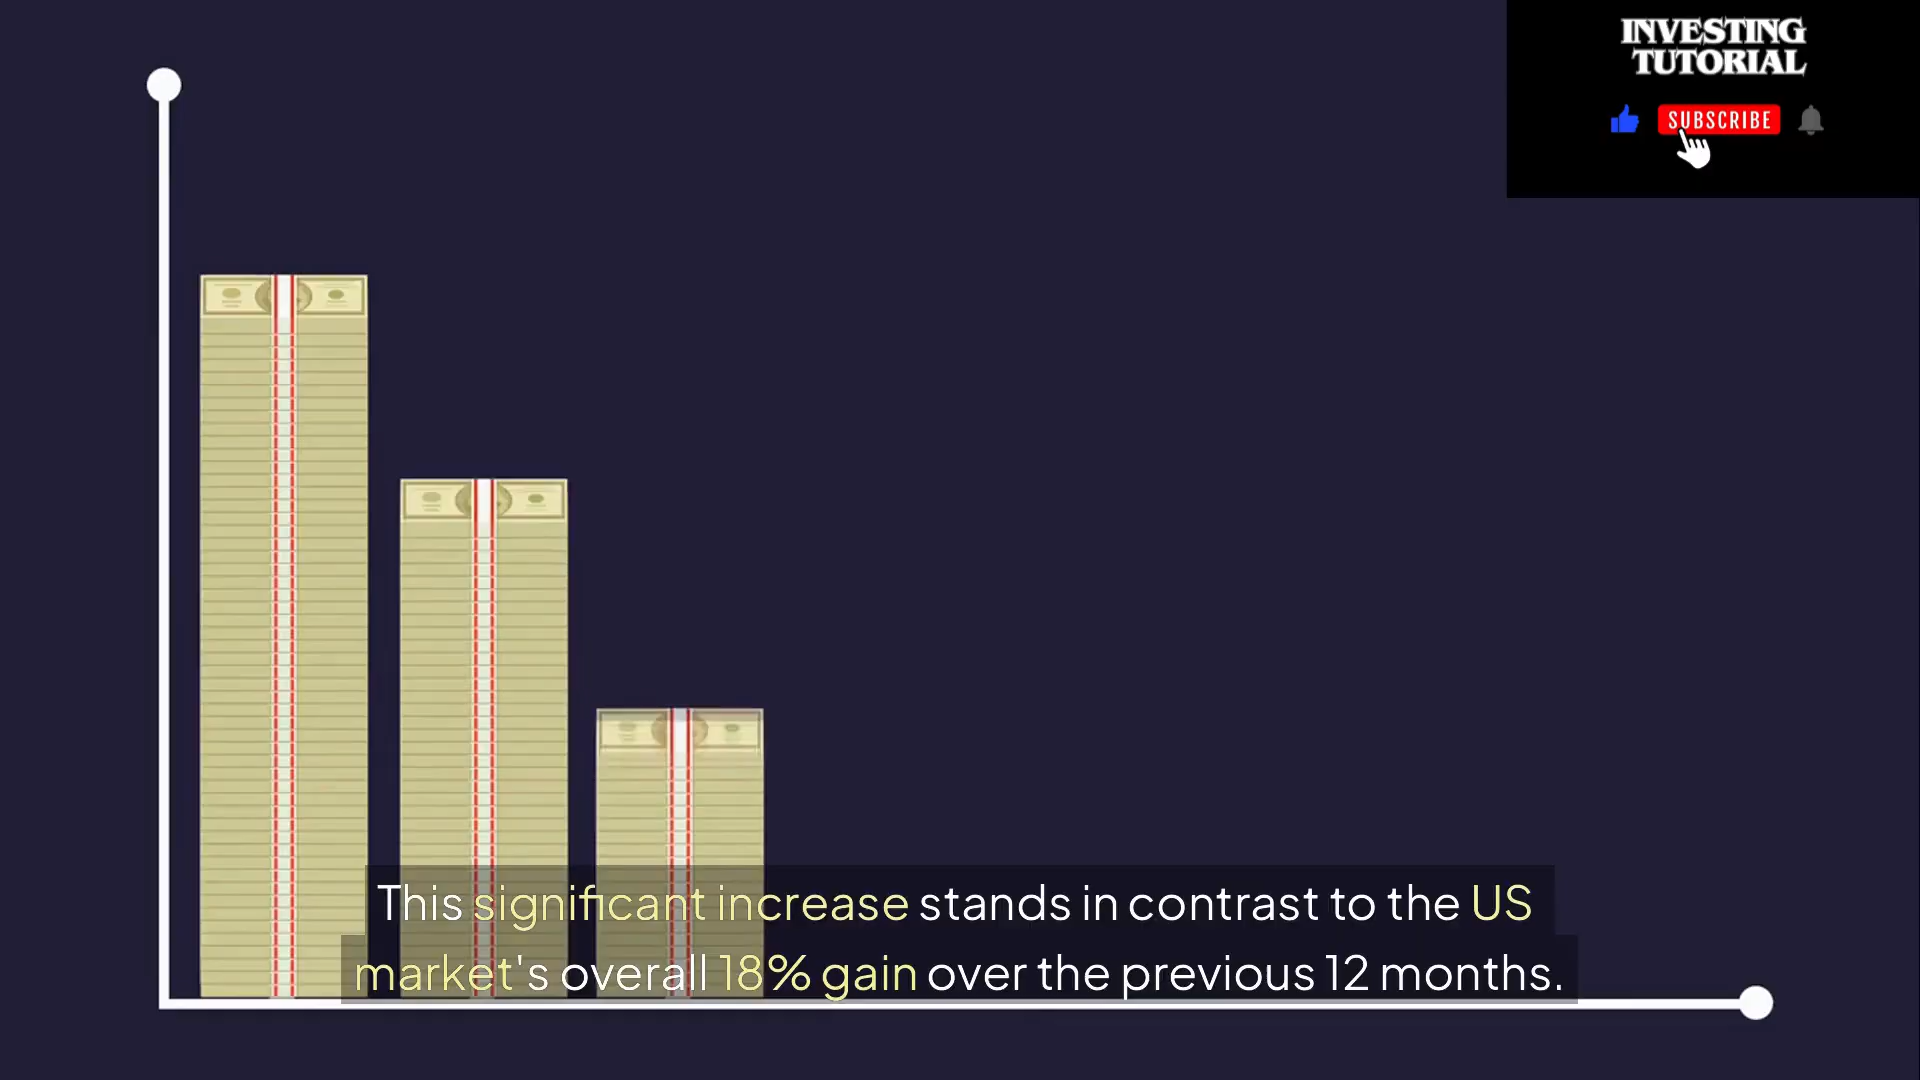 INVESTING
TUTORIAL
SUBSCRIBE
This significant increase stands in contrast to the US
market's overall 18% gain over the previous 12 months.